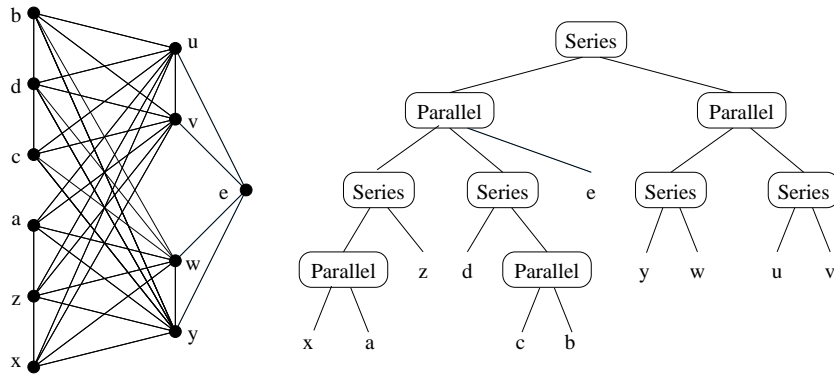 b
u
d
v
c
e
a
w
z
y
x
Series
Parallel Parallel
Series Series e Series Series
Parallel z d Parallel y w u v
x a c b